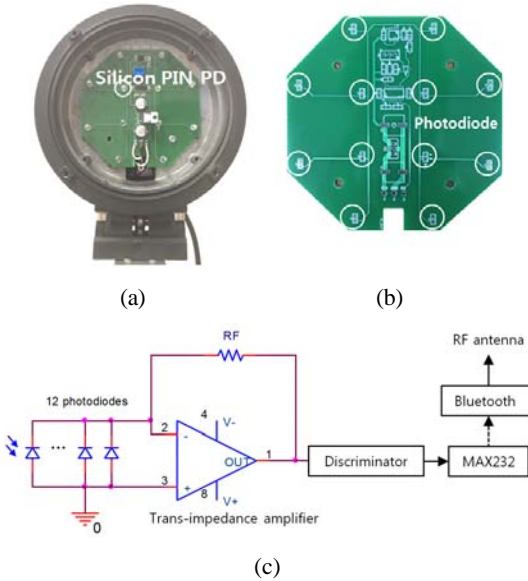 Silicon PIN PD
Photodiode
(a)
(b)
RF
RF antenna
12 photodiodes
Bluetooth
4
V-
2
-
...
OUT
1
3
+
8
V+
Discriminator
MAX232
0
Trans-impedance amplifier
(c)